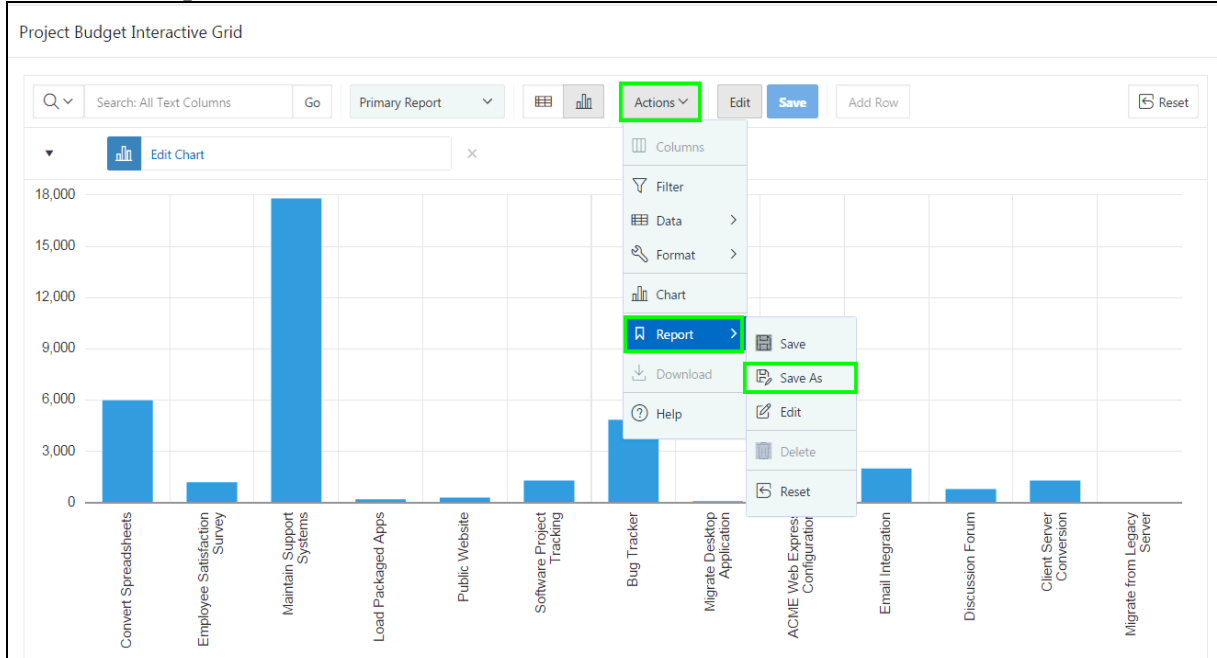 Project Budget Interactive Grid
Search: All Text Columns
Go
Primary Report
Actions
Edit
Save
Add Row
Reset
Edit Chart
Columns
Filter
Data
Format
Chart
Report
Download
Help
Save
Save As
Edit
Delete
Reset
18,000
15,000
12,000
9,000
6,000
3,000
0
Convert Spreadsheets
Employee Satisfaction
Survey
Maintain Support
Systems
Load Packaged Apps
Public Website
Software Project
Tracking
Bug Tracker
Migrate Desktop
Application
ACME Web Express
Configuration
Email Integration
Discussion Forum
Client Server
Conversion
Migrate from Legacy
Server